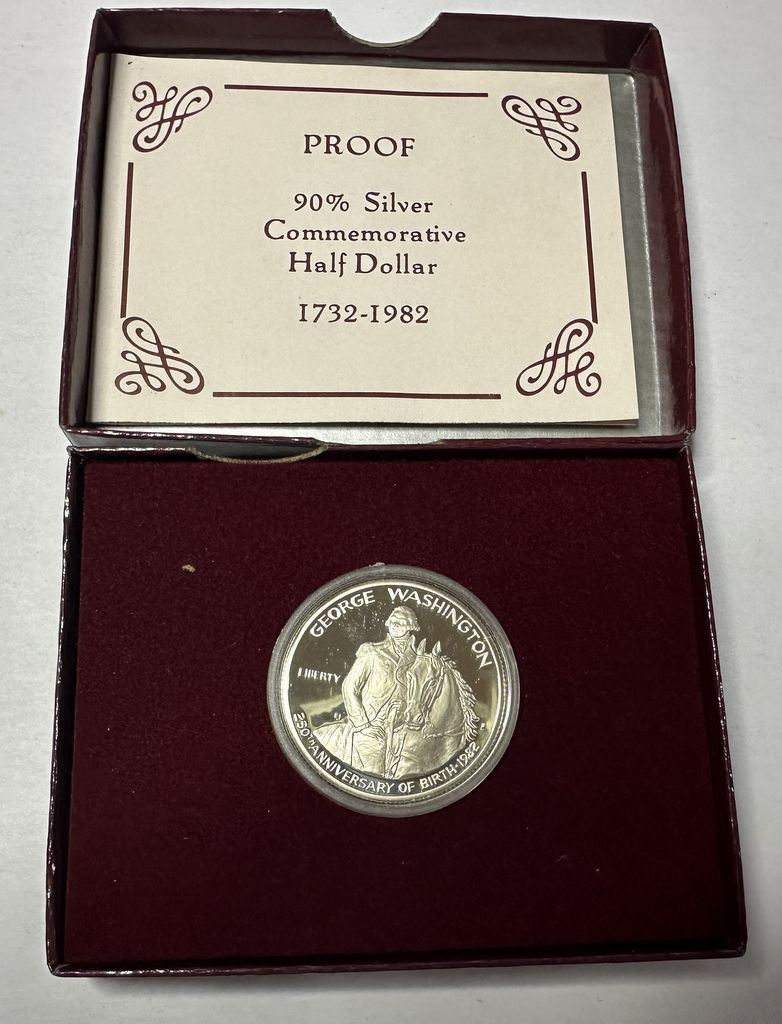 PROOF
90% Silver
Commemorative
Half Dollar
1732-1982
GEORGE WASHINGTON
LIBERTY
250TH ANNIVERSARY OF BIRTH·1982